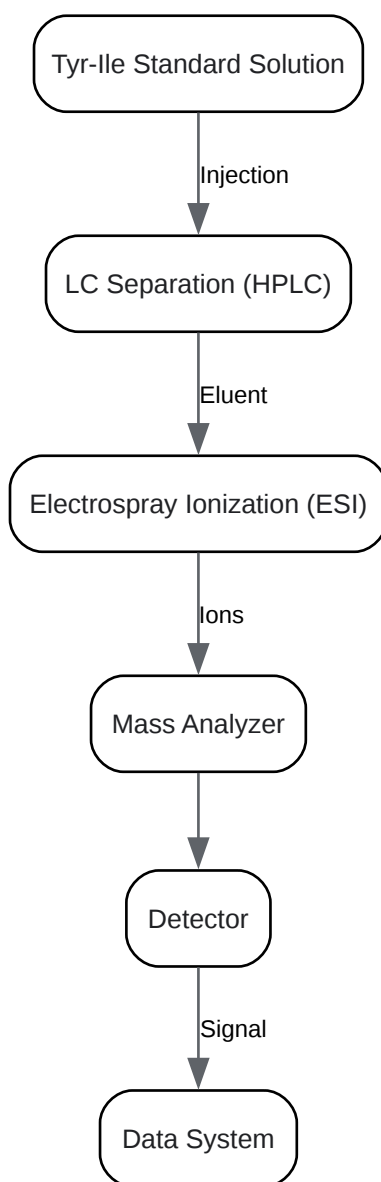 Tyr-Ile Standard Solution
Injection
LC Separation (HPLC)
Eluent
Electrospray Ionization (ESI)
Ions
Mass Analyzer
Detector
Signal
Data System